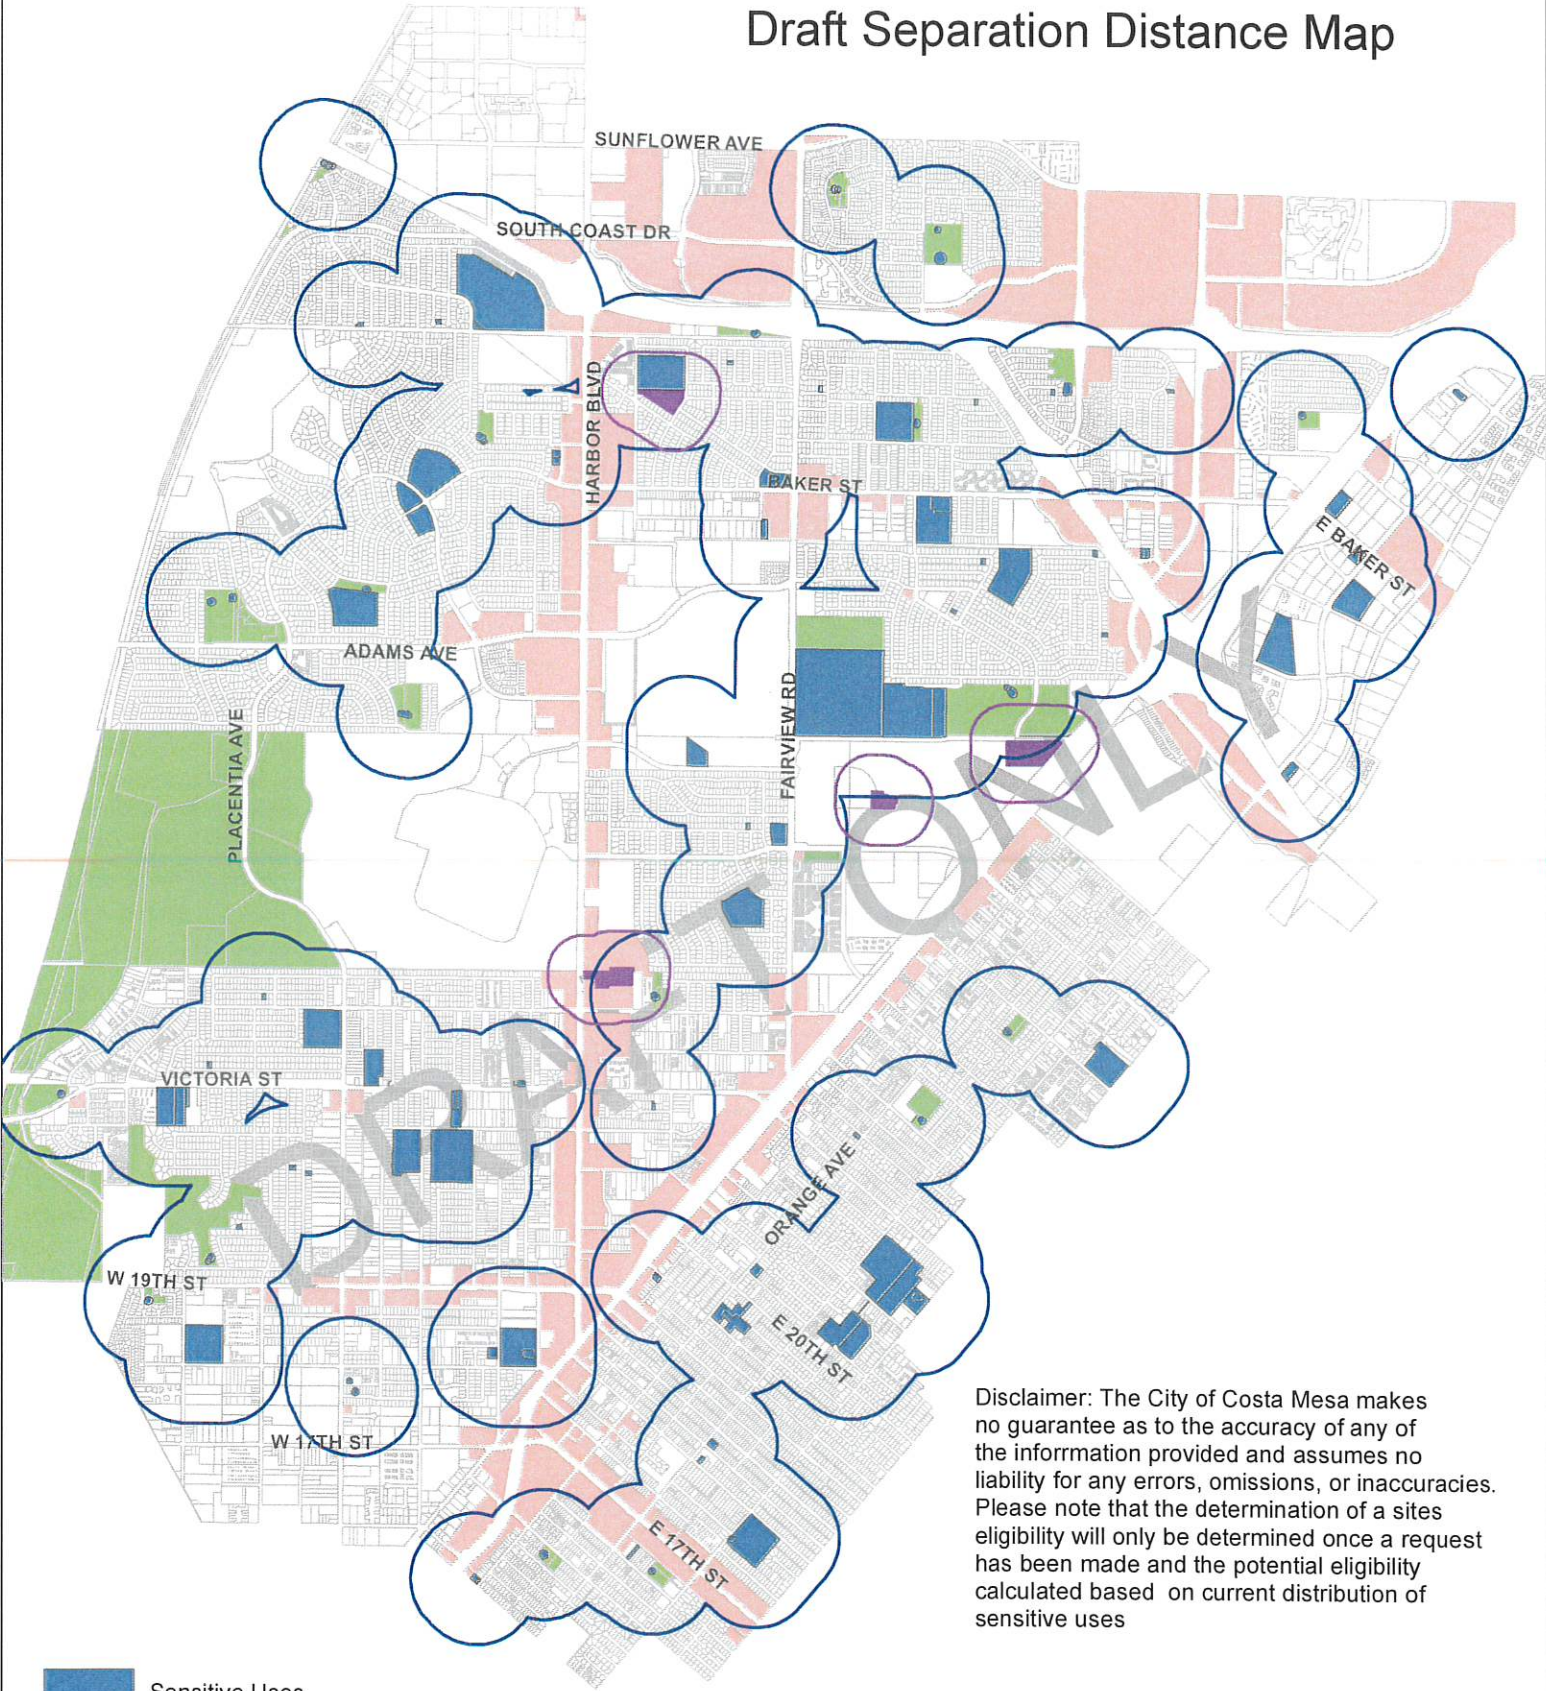 Draft Separation Distance Map
SUNFLOWER AVE
SOUTH COAST DR
HARBOR BLVD
BAKER ST
E BAKER ST
ADAMS AVE
PLACENTIA AVE
FAIRVIEW RD
DRAFT ONLY
VICTORIA ST
ORANGE AVE
W 19TH ST
E 20TH ST
W 17TH ST
E 17TH ST
Disclaimer: The City of Costa Mesa makes
no guarantee as to the accuracy of any of
the inforrmation provided and assumes no
liability for any errors, omissions, or inaccuracies.
Please note that the determination of a sites
eligibility will only be determined once a request
has been made and the potential eligibility
calculated based on current distribution of
sensitive uses
Sensitive Uses